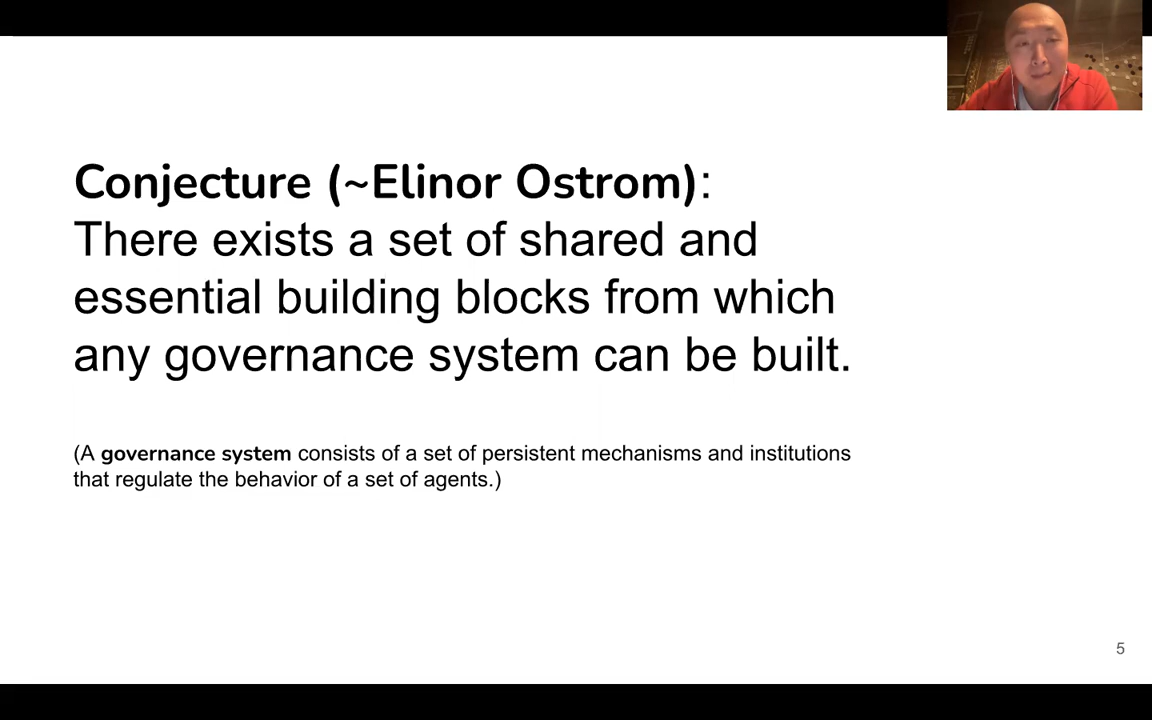 Conjecture (~Elinor Ostrom):
There exists a set of shared and
essential building blocks from which
any governance system can be built.
(A governance system consists of a set of persistent mechanisms and institutions
that regulate the behavior of a set of agents.)
5